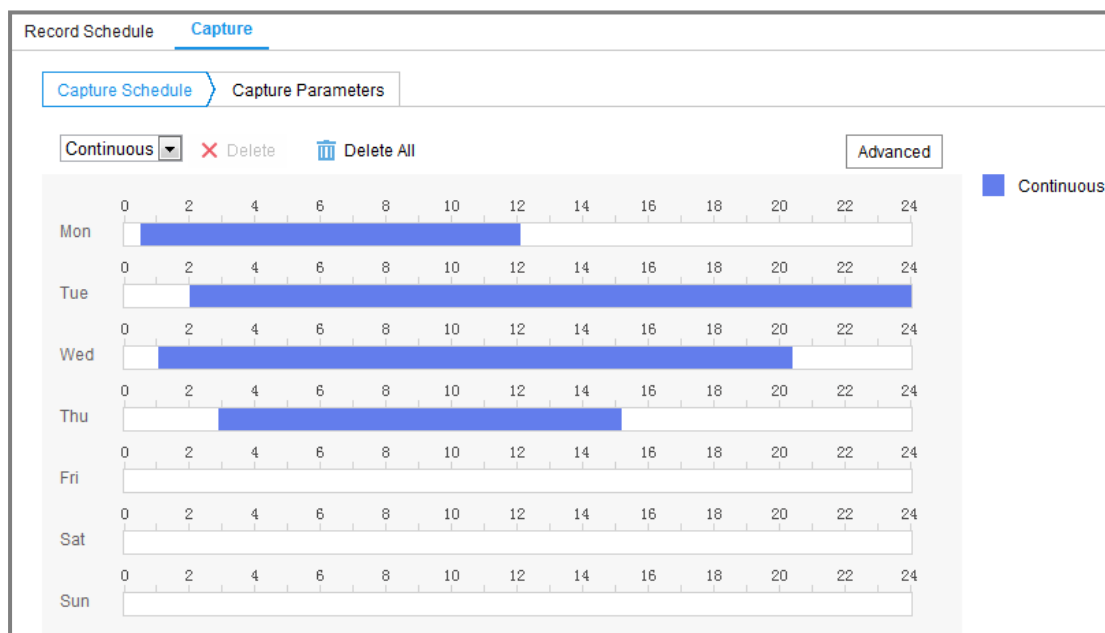 Record Schedule Capture
Capture Schedule Capture Parameters
Continuous Delete Delete All Advanced
Continuous
0 2 4 6 8 10 12 14 16 18 20 22 24
Mon
0 2 4 6 8 10 12 14 16 18 20 22 24
Tue
0 2 4 6 8 10 12 14 16 18 20 22 24
Wed
0 2 4 6 8 10 12 14 16 18 20 22 24
Thu
0 2 4 6 8 10 12 14 16 18 20 22 24
Fri
0 2 4 6 8 10 12 14 16 18 20 22 24
Sat
0 2 4 6 8 10 12 14 16 18 20 22 24
Sun